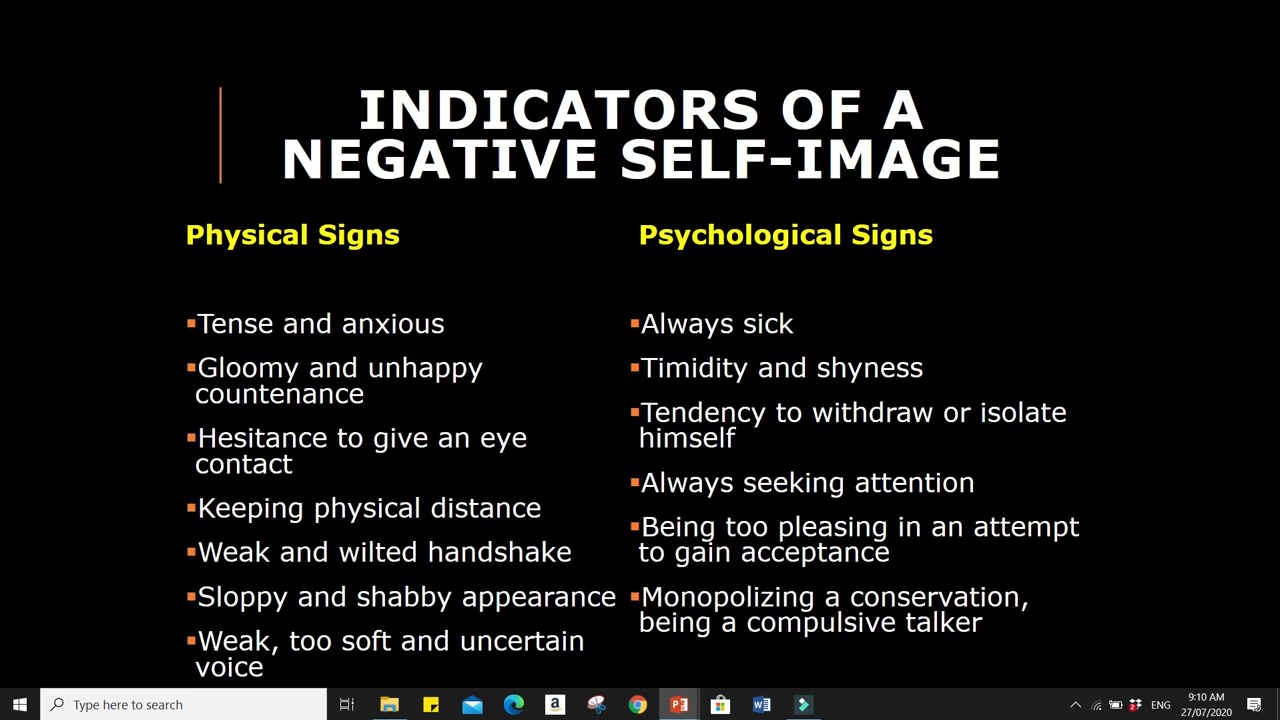 INDICATORS OF A
NEGATIVE SELF-IMAGE
Physical Signs
▪Tense and anxious
▪Gloomy and unhappy
countenance
▪Hesitance to give an eye
contact
▪Keeping physical distance
▪Weak and wilted handshake
▪Sloppy and shabby appearance
▪Weak, too soft and uncertain
voice
Psychological Signs
▪Always sick
▪Timidity and shyness
▪Tendency to withdraw or isolate
himself
▪Always seeking attention
▪Being too pleasing in an attempt
to gain acceptance
▪Monopolizing a conservation,
being a compulsive talker
Type here to search
ENG
9:10 AM
27/07/2020